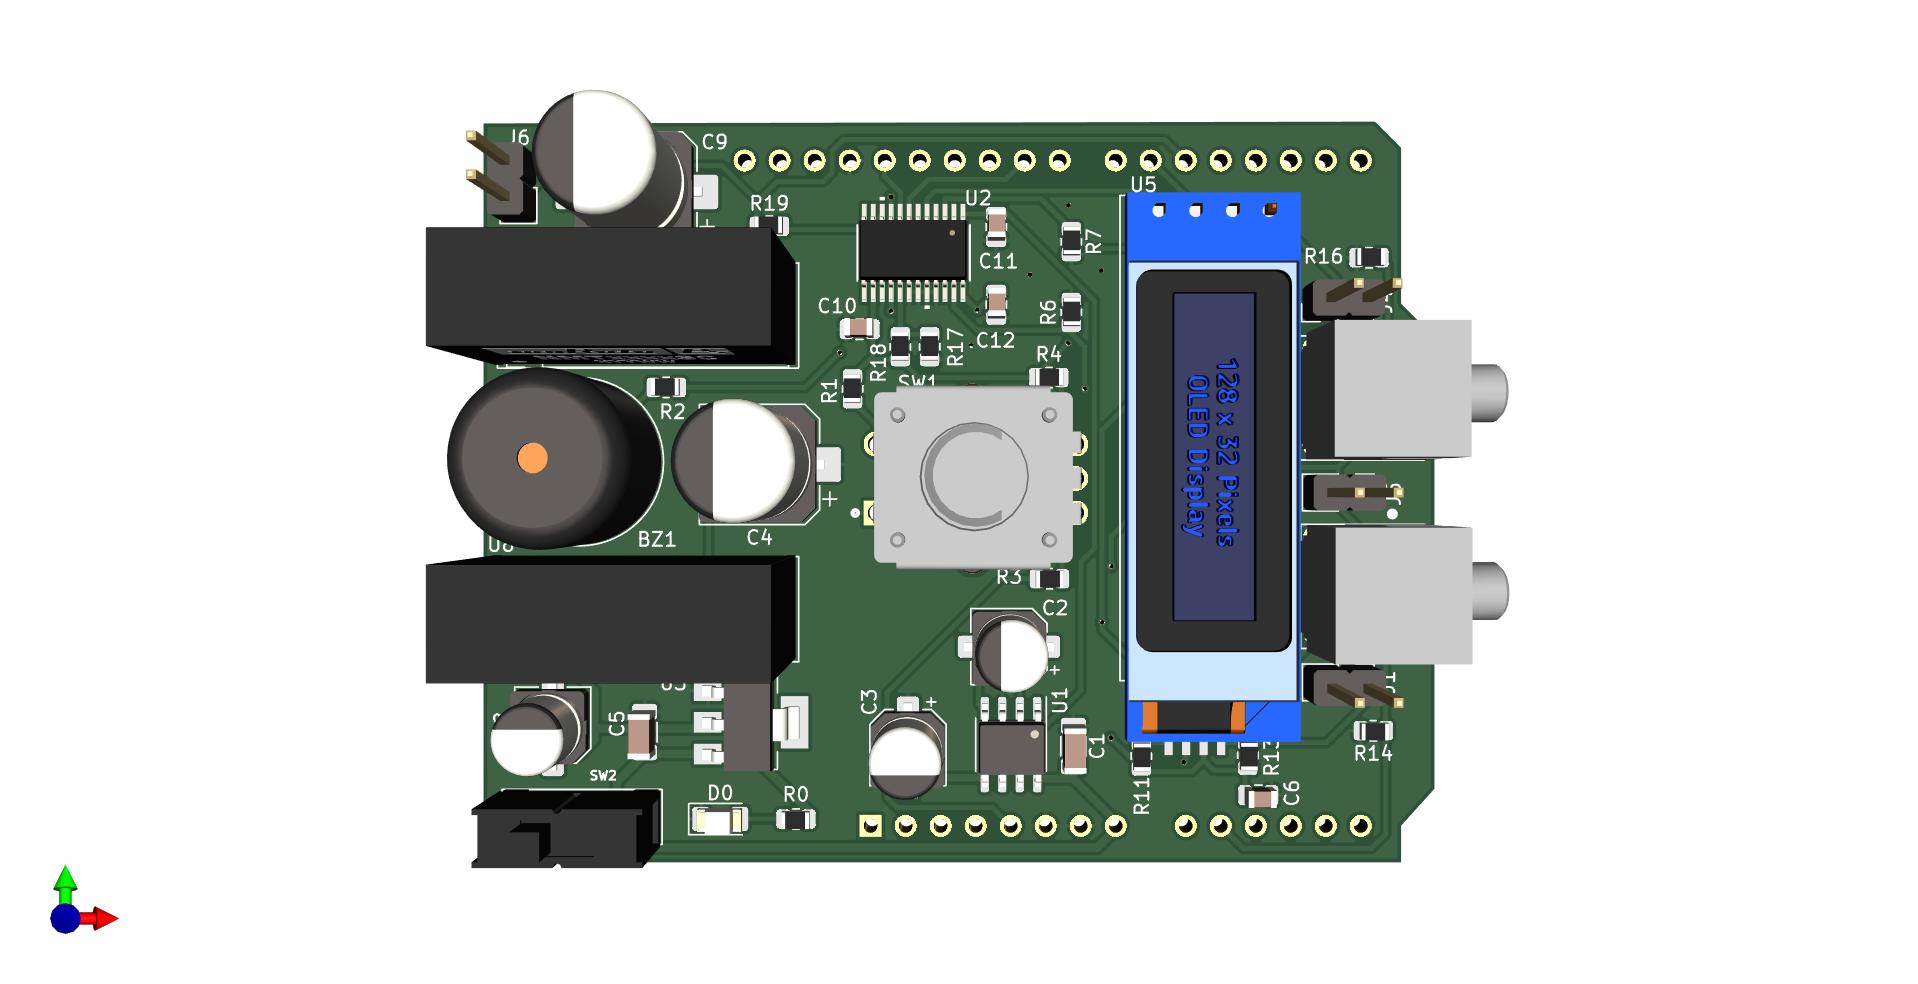 J6
C9
R19
U2
U5
C11
R7
R16
C10
R6
C12
R18
R17
R4
R1
SW1
R2
128 x 32 Pixels
OLED Display
BZ1
C4
R3
C2
C3
U1
C5
C1
R14
SW2
R11
C6
D0
R0